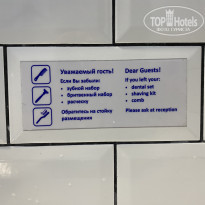 TOP Hotels
Уважаемый гость!
Если Вы забыли:
• зубной набор
• бритвенный набор
• расческу
Обратитесь на стойку
размещения
Dear Guests!
If you left your:
• dental set
• shaving kit
• comb
Please ask at reception